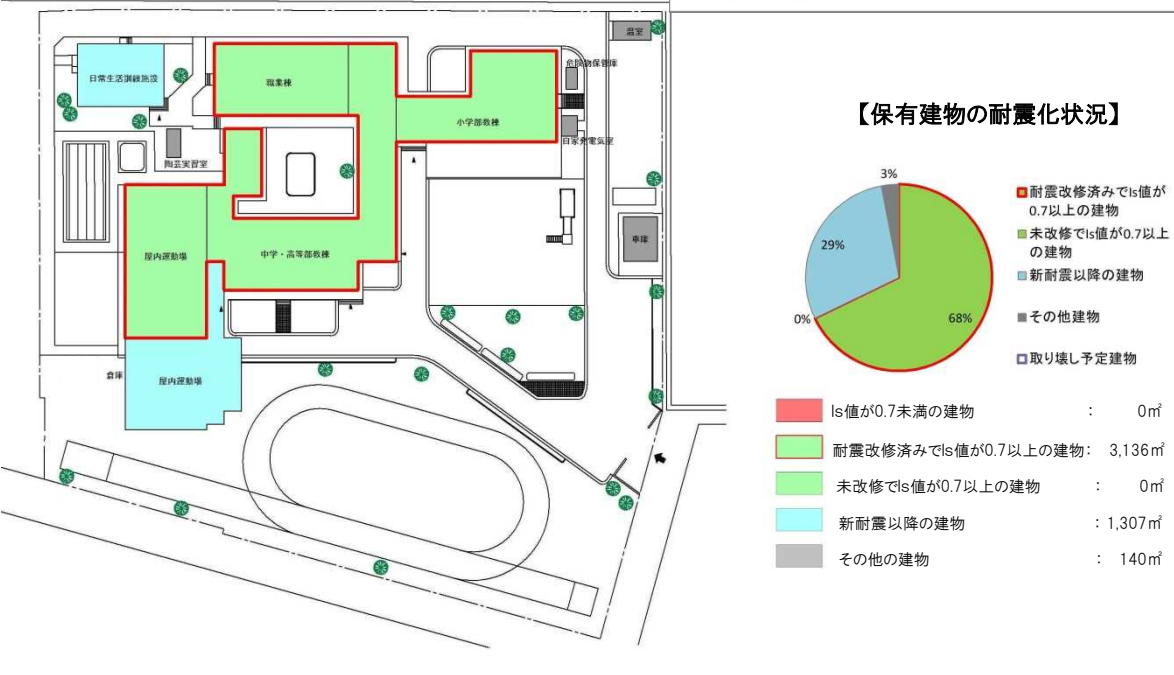 温室
危険物保管庫
日常生活訓練施設
職業棟
小学部教棟
自家発電気室
陶芸実習室
車庫
屋内運動場
中学・高等部教棟
倉庫
屋内運動場
【保有建物の耐震化状況】
3%
29%
0%
68%
耐震改修済みでIs値が
0.7以上の建物
未改修でIs値が0.7以上
の建物
新耐震以降の建物
その他建物
取り壊し予定建物
Is値が0.7未満の建物 : 0㎡
耐震改修済みでIs値が0.7以上の建物: 3,136㎡
未改修でIs値が0.7以上の建物 : 0㎡
新耐震以降の建物 : 1,307㎡
その他の建物 : 140㎡